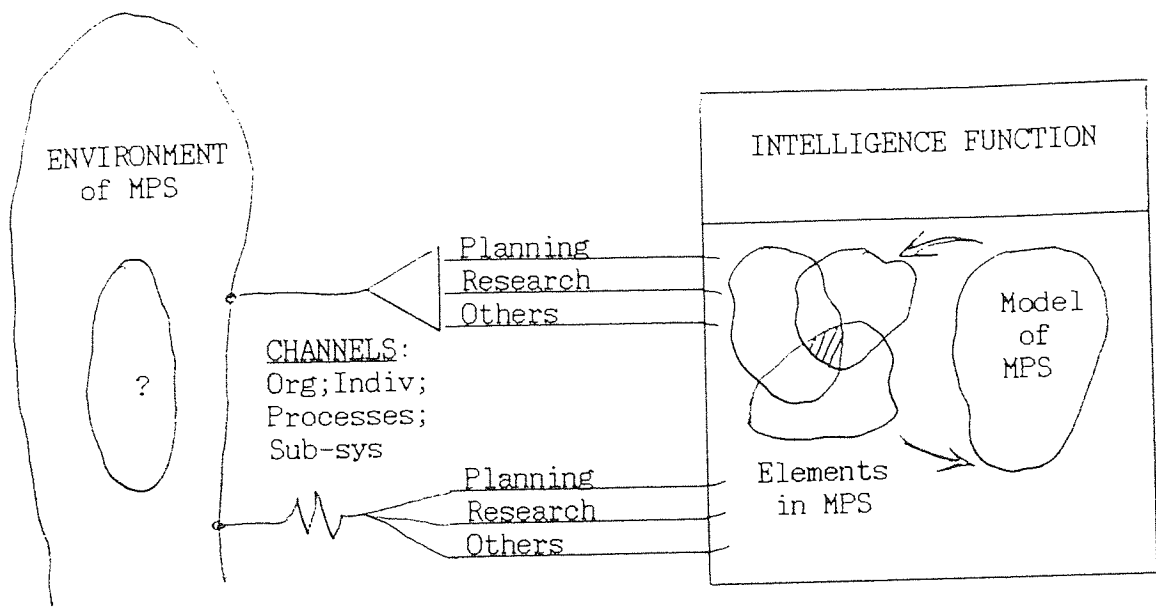 ENVIRONMENT
of MPS
?
CHANNELS:
Org;Indiv;
Processes;
Sub-sys
Planning
Research
Others
Planning
Research
Others
INTELLIGENCE FUNCTION
Model
of
MPS
Elements
in MPS